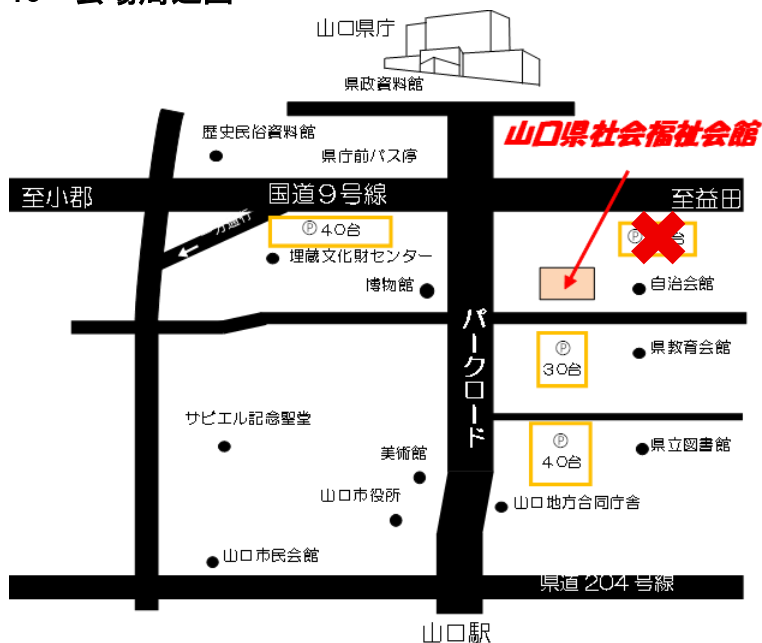 山口県庁
県政資料館
山口県社会福祉会館
歴史民俗資料館
県庁前バス停
至小郡
国道9号線
至益田
Ⓟ40台
埋蔵文化財センター
博物館
自治会館
パークロード
Ⓟ
30台
県教育会館
サビエル記念聖堂
Ⓟ
40台
県立図書館
美術館
山口市役所
山口地方合同庁舎
山口市民会館
県道204号線
山口駅